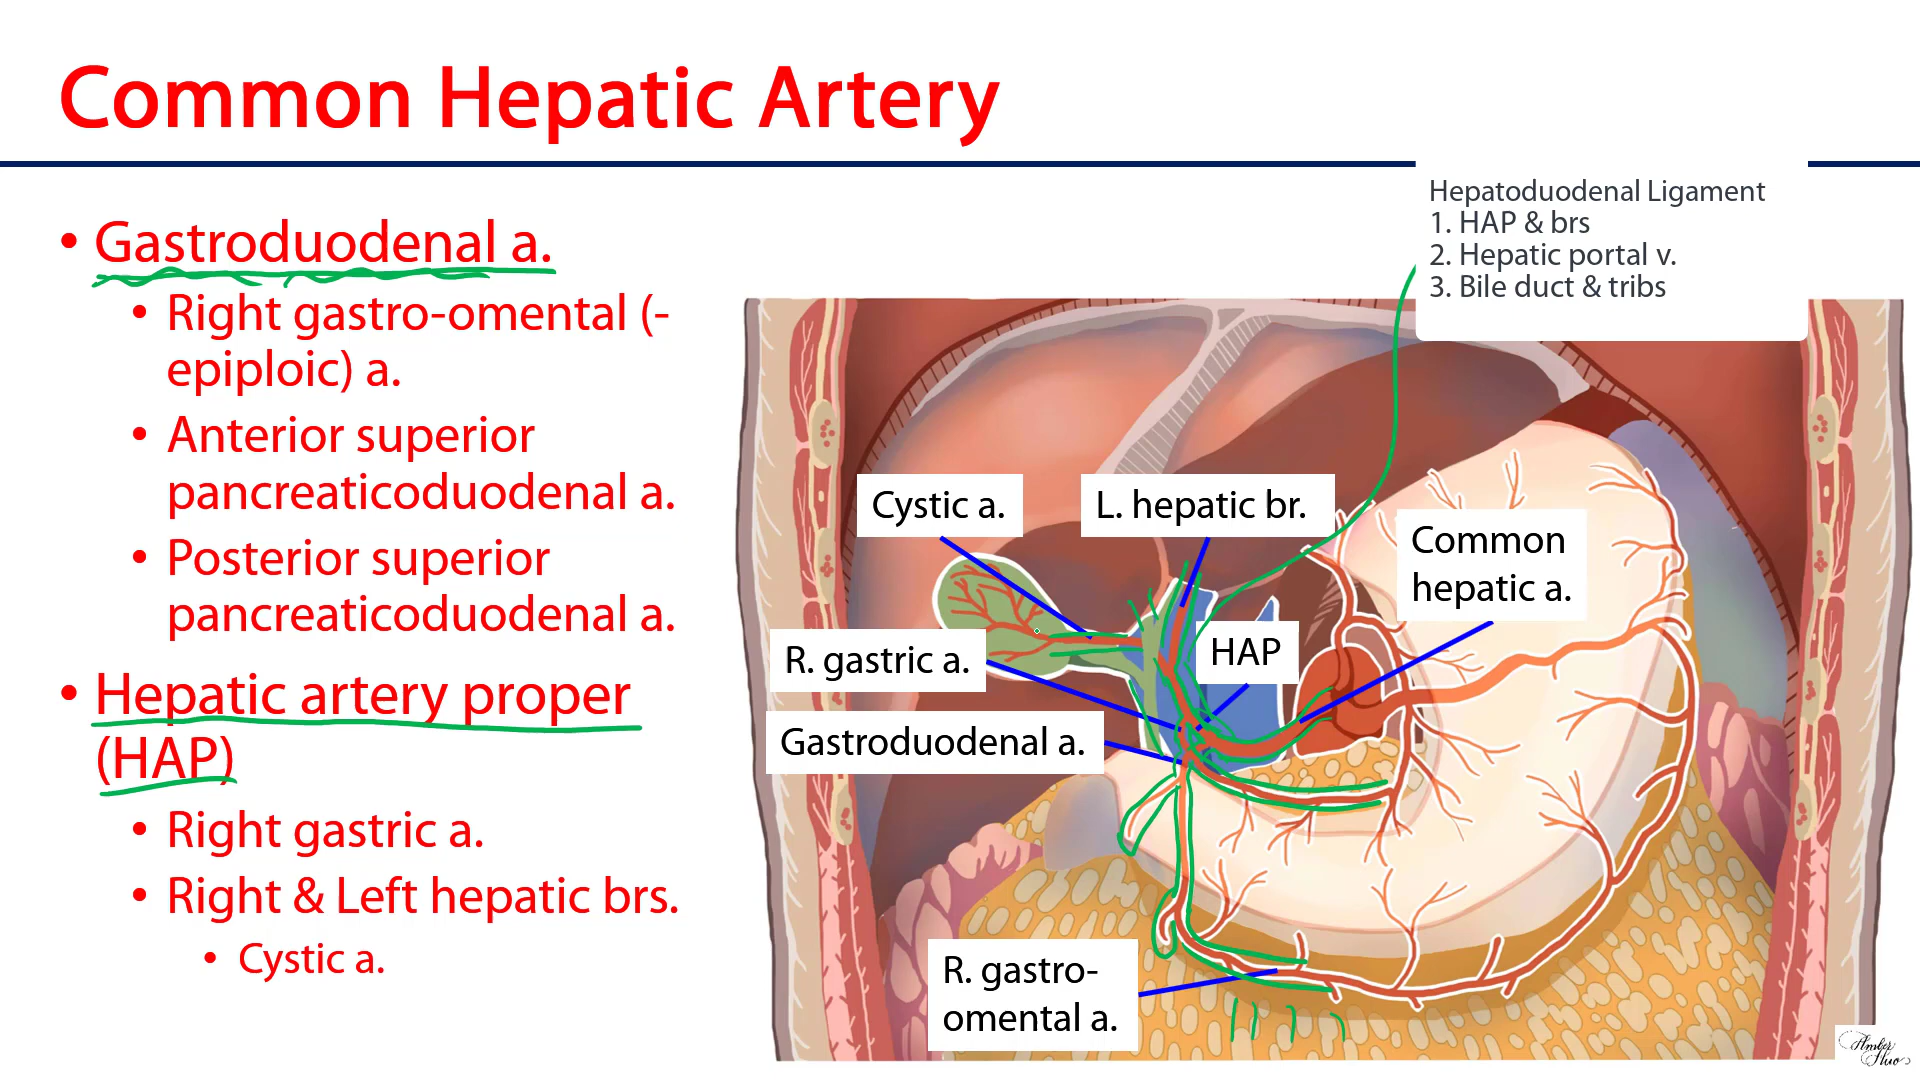 Common Hepatic Artery
Hepatoduodenal Ligament
1. HAP & brs
2. Hepatic portal v.
3. Bile duct & tribs
• Gastroduodenal a.
• Right gastro-omental (-
epiploic) a.
• Anterior superior
pancreaticoduodenal a.
• Posterior superior
pancreaticoduodenal a.
• Hepatic artery proper
(HAP)
• Right gastric a.
• Right & Left hepatic brs.
• Cystic a.
Cystic a.
L. hepatic br.
Common
hepatic a.
R. gastric a.
HAP
Gastroduodenal a.
R. gastro-
omental a.
Amber
Huo